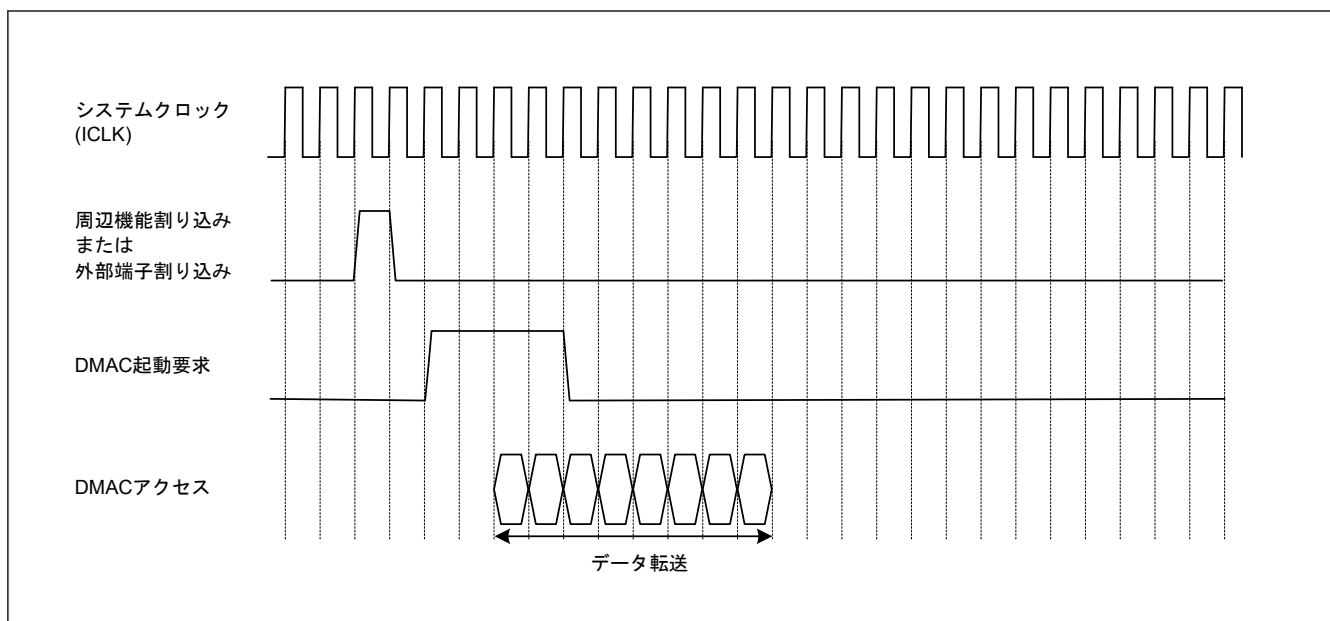 システムクロック
(ICLK)
周辺機能割り込み
または
外部端子割り込み
DMAC起動要求
DMACアクセス
データ転送